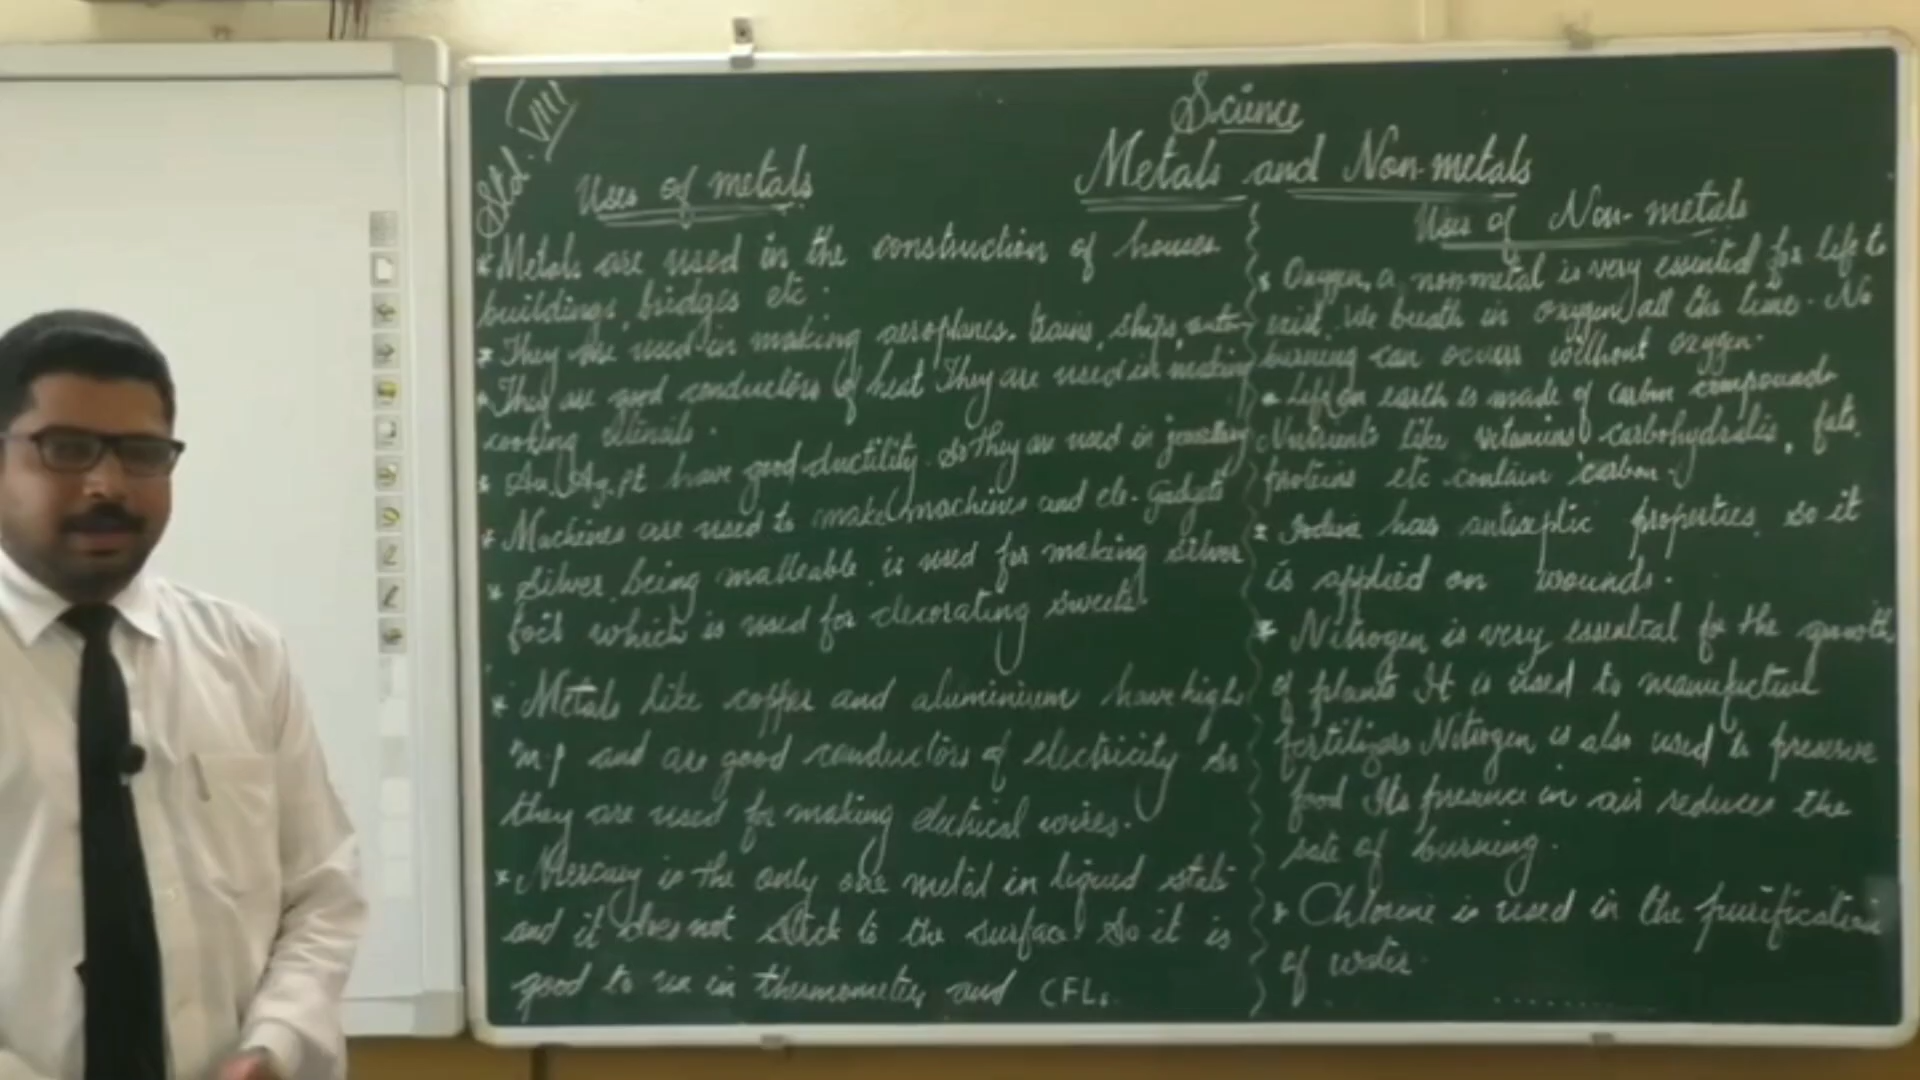 Std. VIII
Science
Metals and Non-metals
Uses of metals
* Metals are used in the construction of houses
buildings, bridges etc.
* They are used in making aeroplanes, trains, ships, auto
* They are good conductors of heat They are used in making
cooking utensils.
* Au, Ag, Pt have good ductility. So they are used in jewellery
* Machines are used to make machines and ele. gadgets
* Silver being malleable, is used for making silver
foil which is used for decorating sweets.
* Metals like copper and aluminium have high
m.p and are good conductors of electricity so
they are used for making electrical wires.
* Mercury is the only one metal in liquid state
and it does not stick to the surface. So it is
good to use in thermometer and CFL.
Uses of Non-metals
* Oxygen, a nonmetal is very essential for life to
exist. We breath in oxygen all the time. No
burning can occur without oxygen.
* Life on earth is made of carbon compounds
Nutrients like vitamins, carbohydrates, fats,
proteins etc contain carbon.
* Iodine has antiseptic properties, so it
is applied on wounds.
* Nitrogen is very essential for the growth
of plants It is used to manufacture
fertilizers Nitrogen is also used to preserve
food Its presence in air reduces the
rate of burning.
* Chlorine is used in the purification
of water.